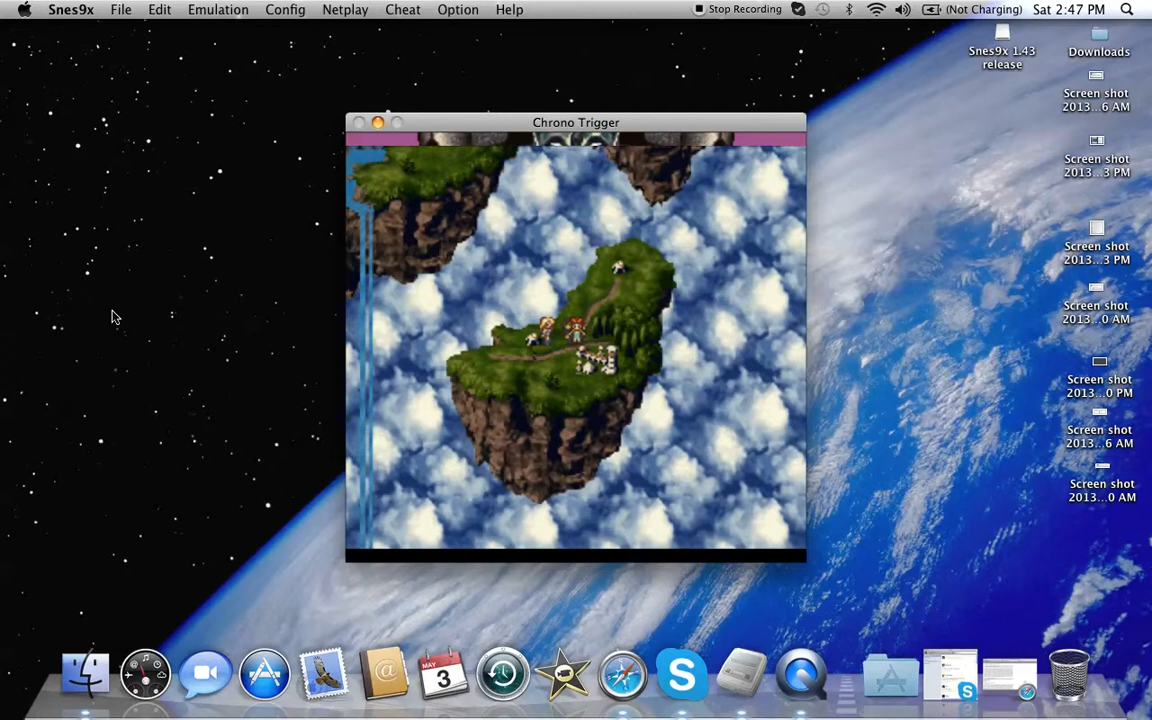 Snes9x File Edit Emulation Config Netplay Cheat Option Help Stop Recording (Not Charging) Sat 2:47 PM
Snes9x 1.43
release
Downloads
Screen shot
2013...6 AM
Screen shot
2013...3 PM
Screen shot
2013...3 PM
Screen shot
2013...0 AM
Screen shot
2013...0 PM
Screen shot
2013...6 AM
Screen shot
2013...0 AM
Chrono Trigger
MAY
3